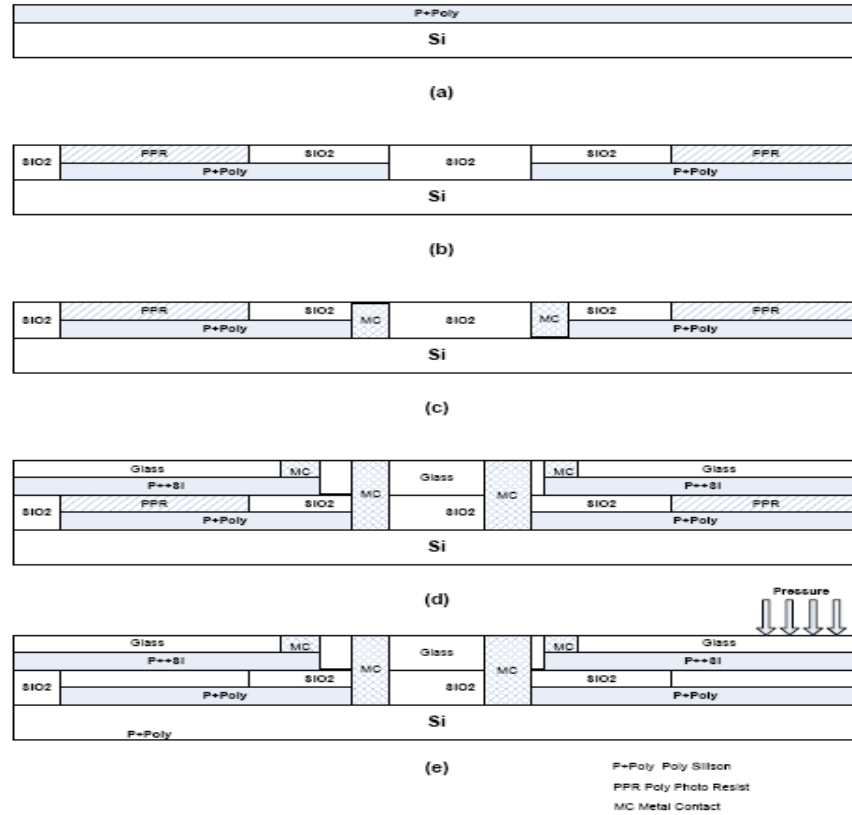 P+Poly
Si
(a)
SIO2 PPR SIO2 SIO2 SIO2 PPR
P+Poly P+Poly
Si
(b)
SIO2 PPR SIO2 MC SIO2 MC SIO2 PPR
P+Poly P+Poly
Si
(c)
Glass MC MC Glass MC MC Glass
P++SI P++SI
SIO2 PPR SIO2 SIO2 SIO2 PPR
P+Poly P+Poly
Si
(d)
Pressure
Glass MC MC Glass MC MC Glass
P++SI P++SI
SIO2 SIO2 SIO2 SIO2
P+Poly P+Poly
Si
P+Poly
(e)
P+Poly Poly Silison
PPR Poly Photo Resist
MC Metal Contact